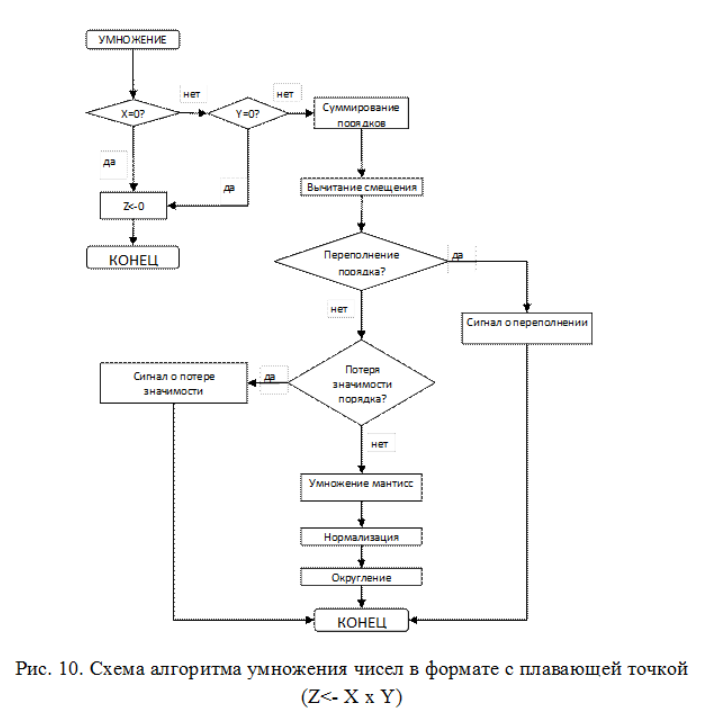 УМНОЖЕНИЕ
X=0?
нет
Y=0?
нет
Суммирование
порядков
да
да
Z<-0
КОНЕЦ
Вычитание смещения
Переполнение
порядка?
да
нет
Сигнал о переполнении
Потеря
значимости
порядка?
да
Сигнал о потере
значимости
нет
Умножение мантисс
Нормализация
Округление
КОНЕЦ
Рис. 10. Схема алгоритма умножения чисел в формате с плавающей точкой
(Z<- X x Y)